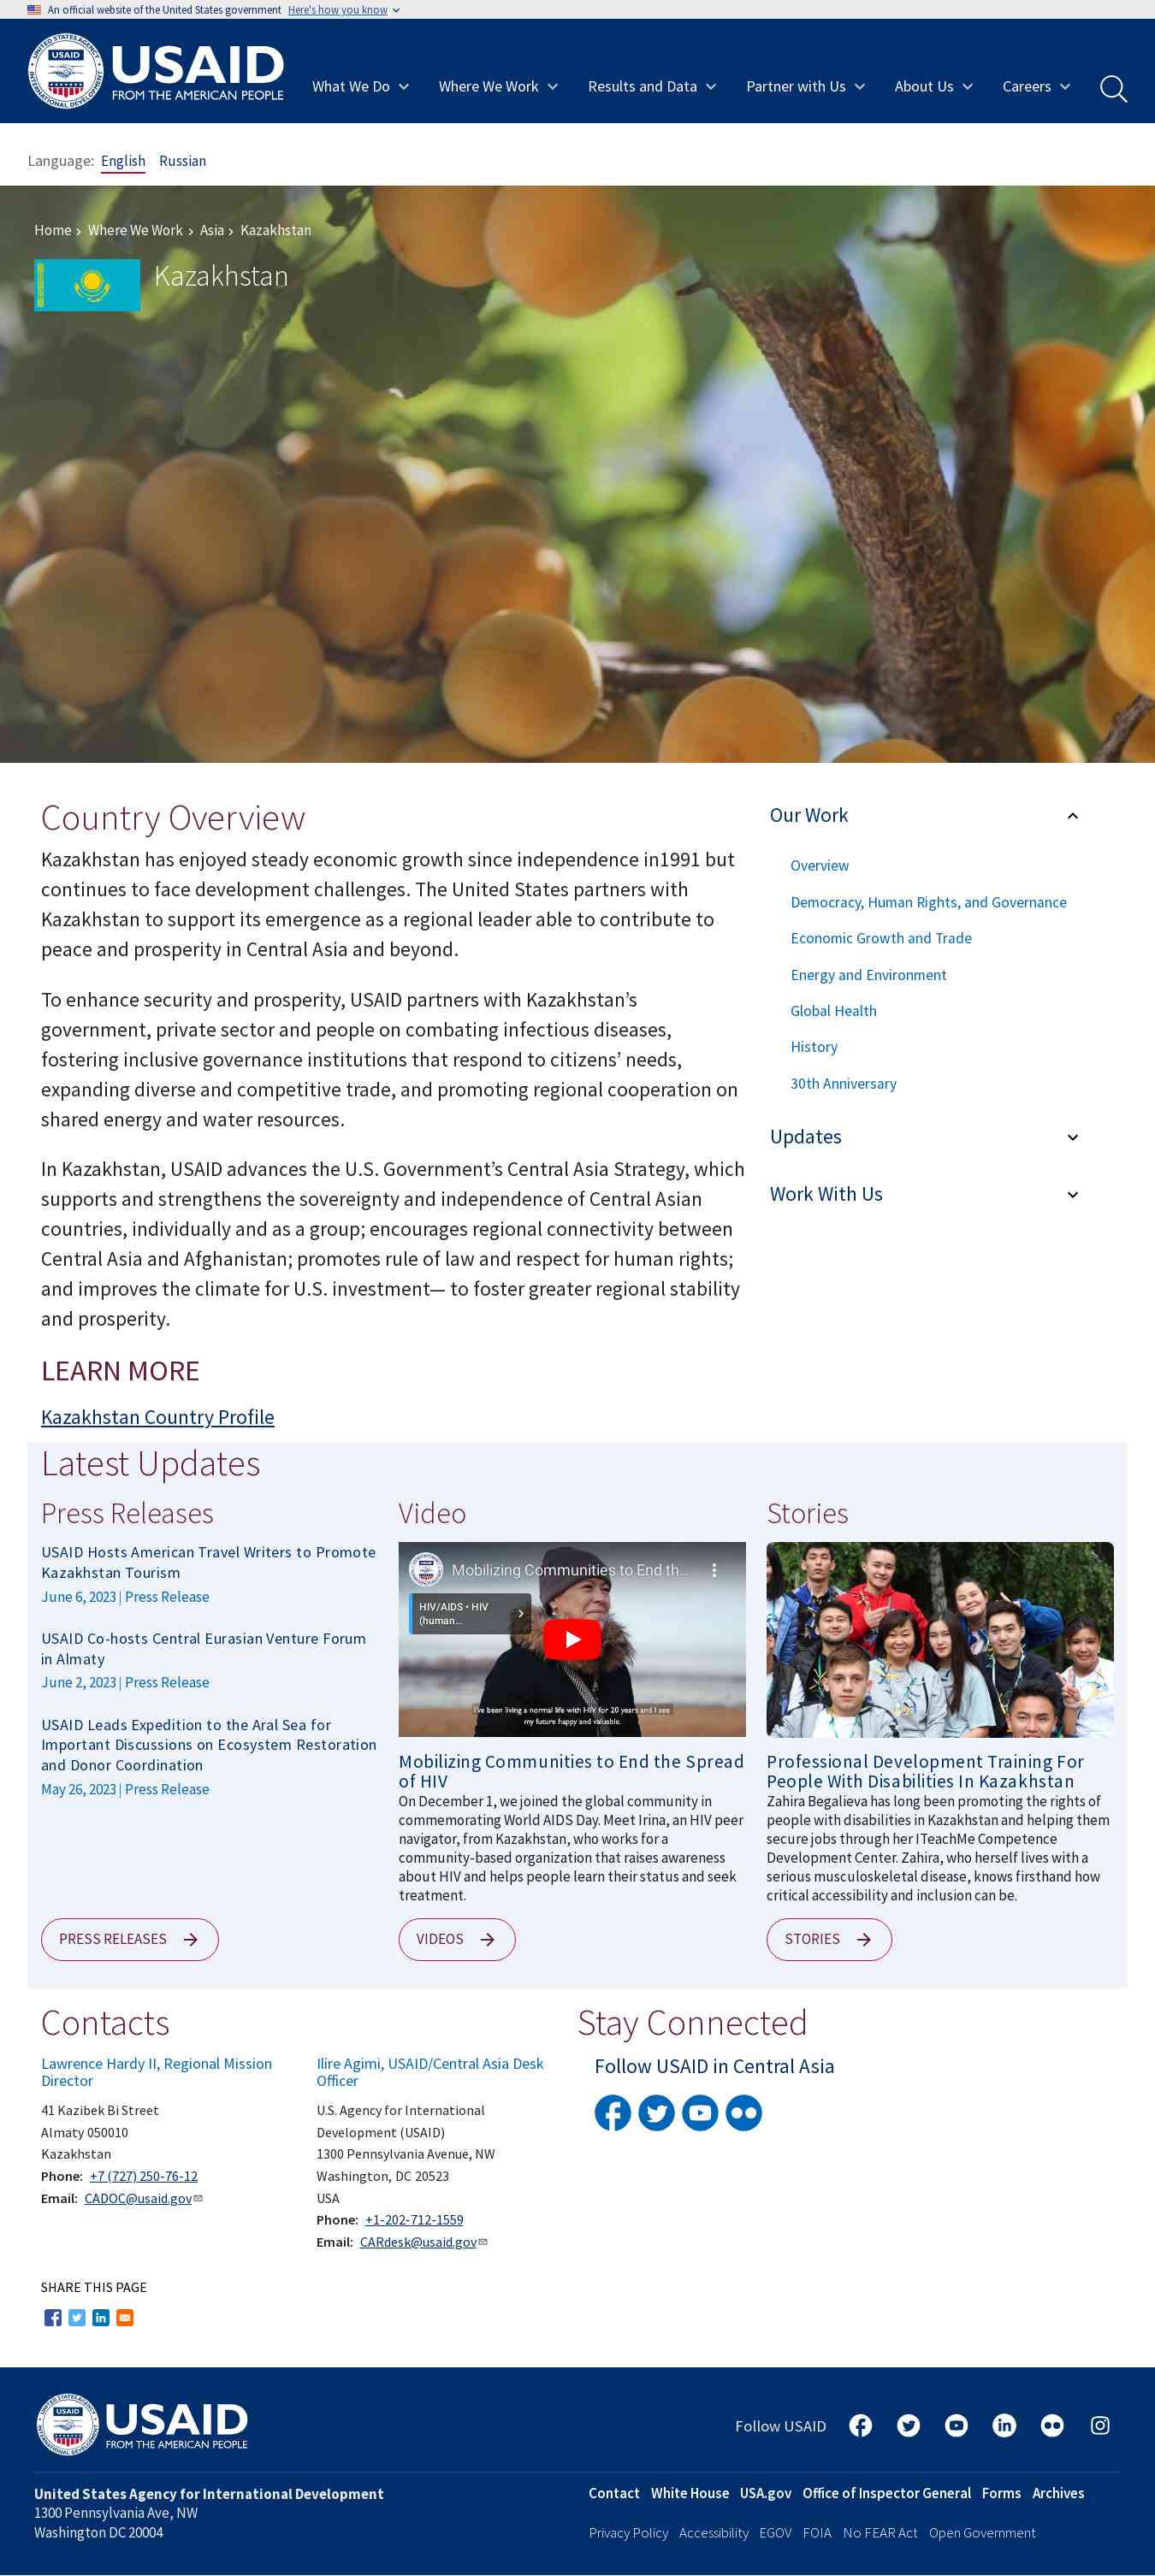 An official website of the United States government Here's how you know
USAID
FROM THE AMERICAN PEOPLE
What We Do
Where We Work
Results and Data
Partner with Us
About Us
Careers
Language: English Russian
Home › Where We Work › Asia › Kazakhstan
Kazakhstan
Country Overview
Kazakhstan has enjoyed steady economic growth since independence in1991 but
continues to face development challenges. The United States partners with
Kazakhstan to support its emergence as a regional leader able to contribute to
peace and prosperity in Central Asia and beyond.
To enhance security and prosperity, USAID partners with Kazakhstan’s
government, private sector and people on combating infectious diseases,
fostering inclusive governance institutions that respond to citizens’ needs,
expanding diverse and competitive trade, and promoting regional cooperation on
shared energy and water resources.
In Kazakhstan, USAID advances the U.S. Government’s Central Asia Strategy, which
supports and strengthens the sovereignty and independence of Central Asian
countries, individually and as a group; encourages regional connectivity between
Central Asia and Afghanistan; promotes rule of law and respect for human rights;
and improves the climate for U.S. investment— to foster greater regional stability
and prosperity.
LEARN MORE
Kazakhstan Country Profile
Our Work
Overview
Democracy, Human Rights, and Governance
Economic Growth and Trade
Energy and Environment
Global Health
History
30th Anniversary
Updates
Work With Us
Latest Updates
Press Releases
USAID Hosts American Travel Writers to Promote
Kazakhstan Tourism
June 6, 2023 | Press Release
USAID Co-hosts Central Eurasian Venture Forum
in Almaty
June 2, 2023 | Press Release
USAID Leads Expedition to the Aral Sea for
Important Discussions on Ecosystem Restoration
and Donor Coordination
May 26, 2023 | Press Release
PRESS RELEASES
Video
Mobilizing Communities to End th...
HIV/AIDS • HIV
(human...
I've been living a normal life with HIV for 20 years and I see
my future happy and valuable.
Mobilizing Communities to End the Spread
of HIV
On December 1, we joined the global community in
commemorating World AIDS Day. Meet Irina, an HIV peer
navigator, from Kazakhstan, who works for a
community-based organization that raises awareness
about HIV and helps people learn their status and seek
treatment.
VIDEOS
Stories
Professional Development Training For
People With Disabilities In Kazakhstan
Zahira Begalieva has long been promoting the rights of
people with disabilities in Kazakhstan and helping them
secure jobs through her ITeachMe Competence
Development Center. Zahira, who herself lives with a
serious musculoskeletal disease, knows firsthand how
critical accessibility and inclusion can be.
STORIES
Contacts
Lawrence Hardy II, Regional Mission
Director
41 Kazibek Bi Street
Almaty 050010
Kazakhstan
Phone: +7 (727) 250-76-12
Email: CADOC@usaid.gov
Ilire Agimi, USAID/Central Asia Desk
Officer
U.S. Agency for International
Development (USAID)
1300 Pennsylvania Avenue, NW
Washington, DC 20523
USA
Phone: +1-202-712-1559
Email: CARdesk@usaid.gov
Stay Connected
Follow USAID in Central Asia
SHARE THIS PAGE
USAID
FROM THE AMERICAN PEOPLE
Follow USAID
United States Agency for International Development
1300 Pennsylvania Ave, NW
Washington DC 20004
Contact White House USA.gov Office of Inspector General Forms Archives
Privacy Policy Accessibility EGOV FOIA No FEAR Act Open Government